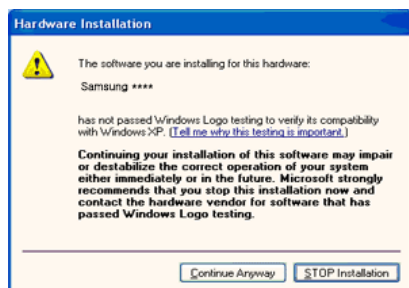 Hardware Installation
The software you are installing for this hardware:
Samsung ****
has not passed Windows Logo testing to verify its compatibility
with Windows XP. (Tell me why this testing is important.)
Continuing your installation of this software may impair
or destabilize the correct operation of your system
either immediately or in the future. Microsoft strongly
recommends that you stop this installation now and
contact the hardware vendor for software that has
passed Windows Logo testing.
Continue Anyway
STOP Installation